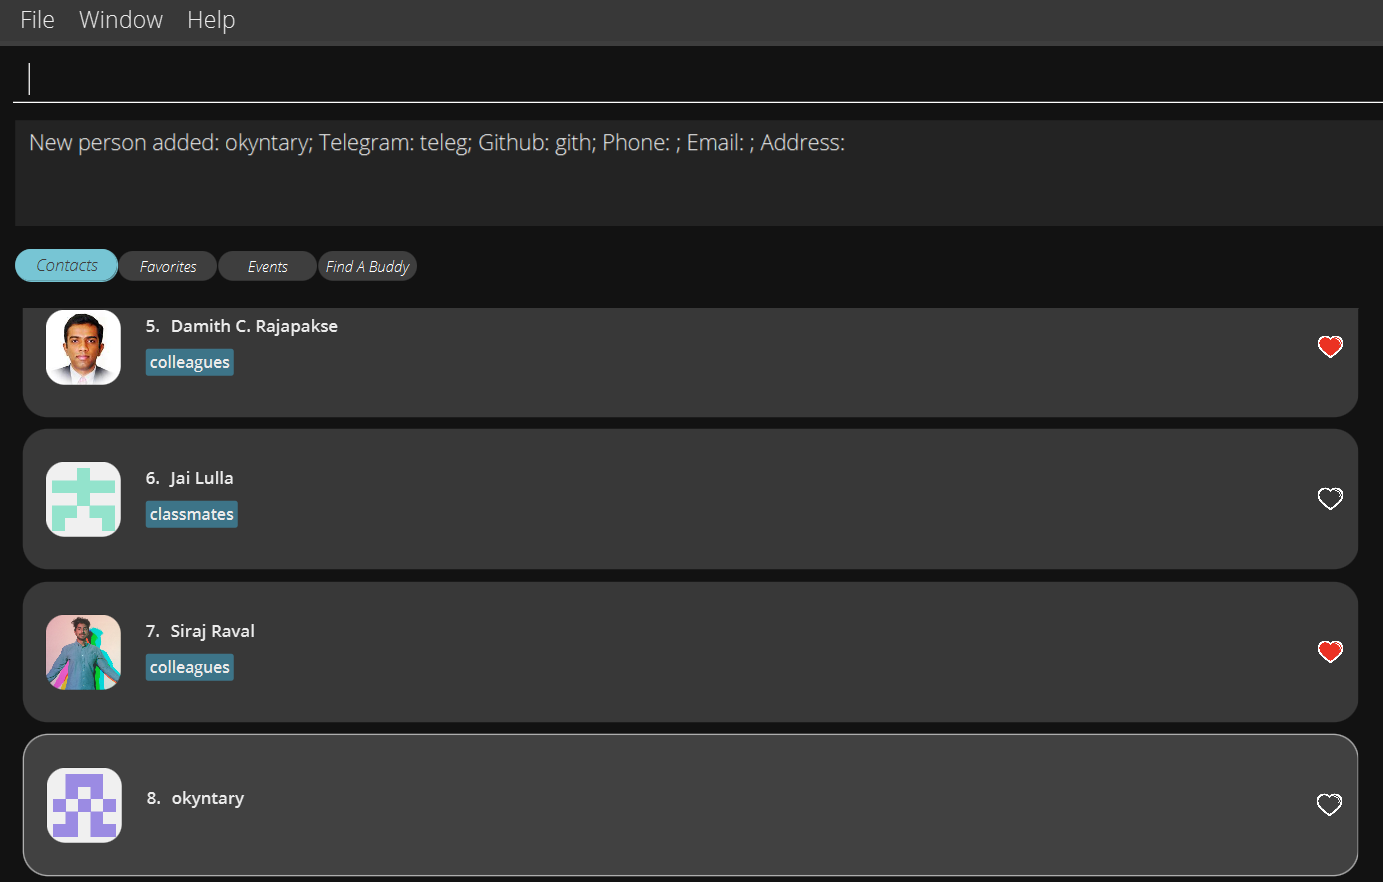 File Window Help
New person added: okyntary; Telegram: teleg; Github: gith; Phone: ; Email: ; Address:
Contacts Favorites Events Find A Buddy
5. Damith C. Rajapakse
colleagues
6. Jai Lulla
classmates
7. Siraj Raval
colleagues
8. okyntary